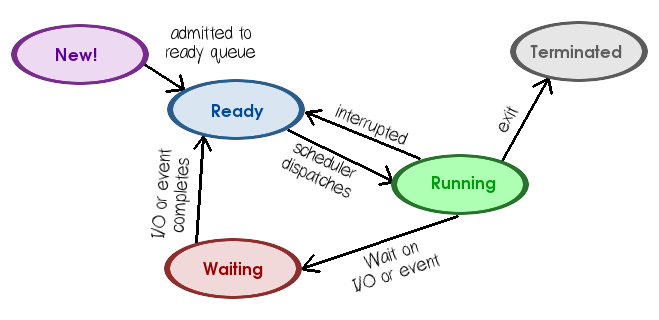 New!
admitted to
ready queue
Terminated
Ready
interrupted
exit
scheduler
dispatches
Running
I/O or event
completes
Waiting
Wait on
I/O or event